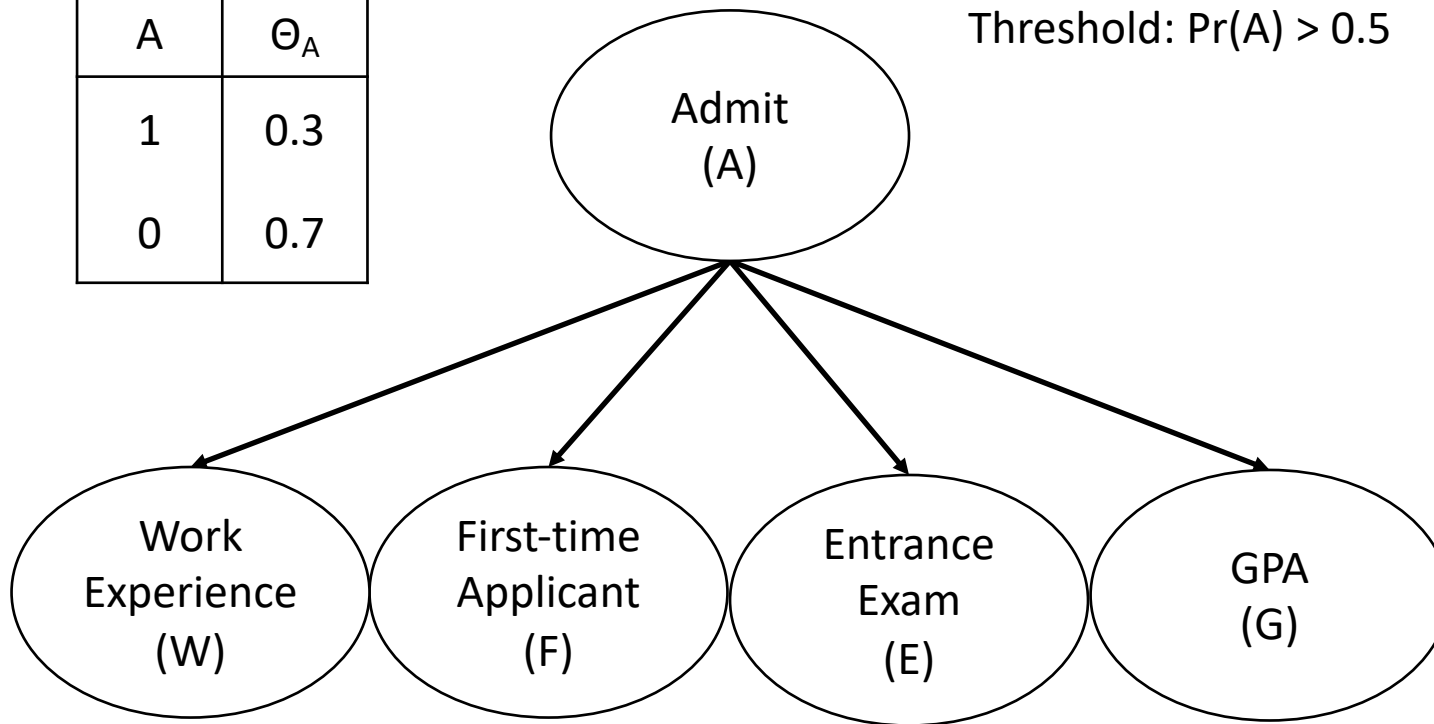 Threshold: Pr(A) > 0.5
A Θ_A
1 0.3
0 0.7
Admit
(A)
Work
Experience
(W)
First-time
Applicant
(F)
Entrance
Exam
(E)
GPA
(G)